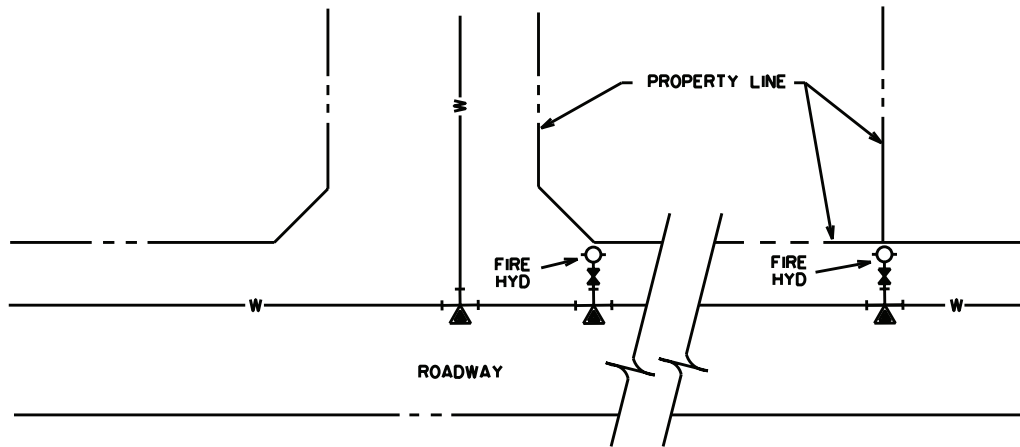 W
PROPERTY LINE
FIRE
HYD
FIRE
HYD
W
W
ROADWAY